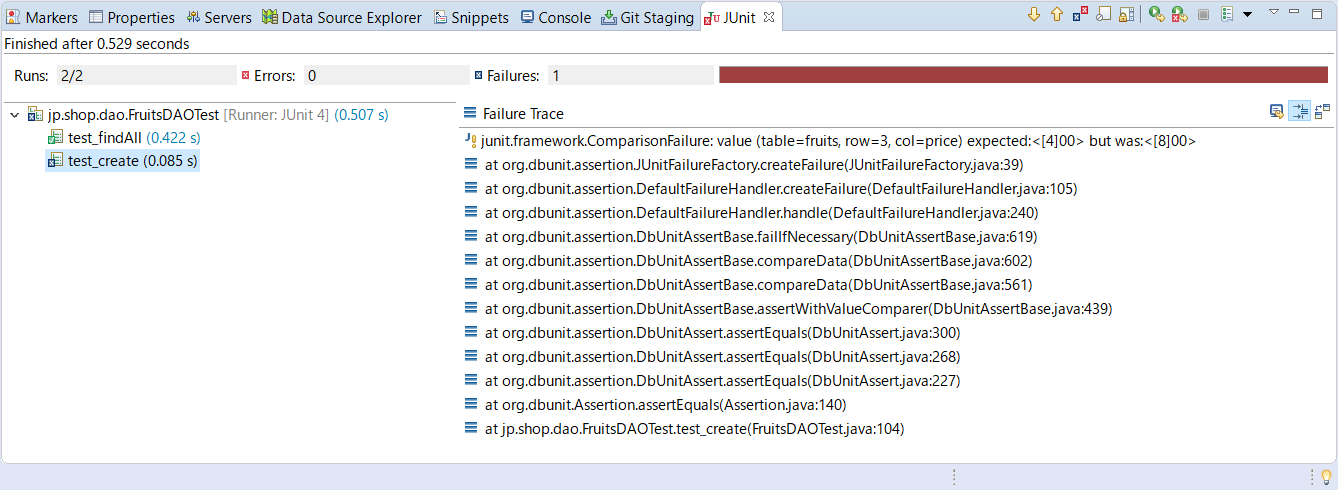 Markers Properties Servers Data Source Explorer Snippets Console Git Staging JUnit
Finished after 0.529 seconds
Runs: 2/2 Errors: 0 Failures: 1
jp.shop.dao.FruitsDAOTest [Runner: JUnit 4] (0.507 s)
test_findAll (0.422 s)
test_create (0.085 s)
Failure Trace
junit.framework.ComparisonFailure: value (table=fruits, row=3, col=price) expected:<[4]00> but was:<[8]00>
at org.dbunit.assertion.JUnitFailureFactory.createFailure(JUnitFailureFactory.java:39)
at org.dbunit.assertion.DefaultFailureHandler.createFailure(DefaultFailureHandler.java:105)
at org.dbunit.assertion.DefaultFailureHandler.handle(DefaultFailureHandler.java:240)
at org.dbunit.assertion.DbUnitAssertBase.failIfNecessary(DbUnitAssertBase.java:619)
at org.dbunit.assertion.DbUnitAssertBase.compareData(DbUnitAssertBase.java:602)
at org.dbunit.assertion.DbUnitAssertBase.compareData(DbUnitAssertBase.java:561)
at org.dbunit.assertion.DbUnitAssertBase.assertWithValueComparer(DbUnitAssertBase.java:439)
at org.dbunit.assertion.DbUnitAssert.assertEquals(DbUnitAssert.java:300)
at org.dbunit.assertion.DbUnitAssert.assertEquals(DbUnitAssert.java:268)
at org.dbunit.assertion.DbUnitAssert.assertEquals(DbUnitAssert.java:227)
at org.dbunit.Assertion.assertEquals(Assertion.java:140)
at jp.shop.dao.FruitsDAOTest.test_create(FruitsDAOTest.java:104)